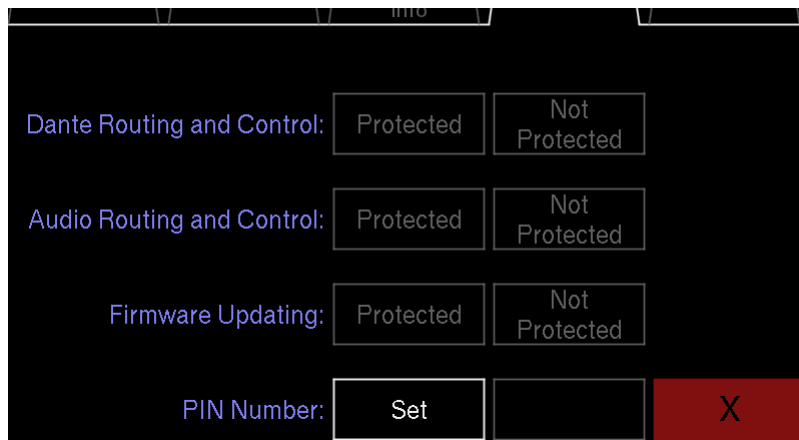 Info
Dante Routing and Control: Protected Not Protected
Audio Routing and Control: Protected Not Protected
Firmware Updating: Protected Not Protected
PIN Number: Set X